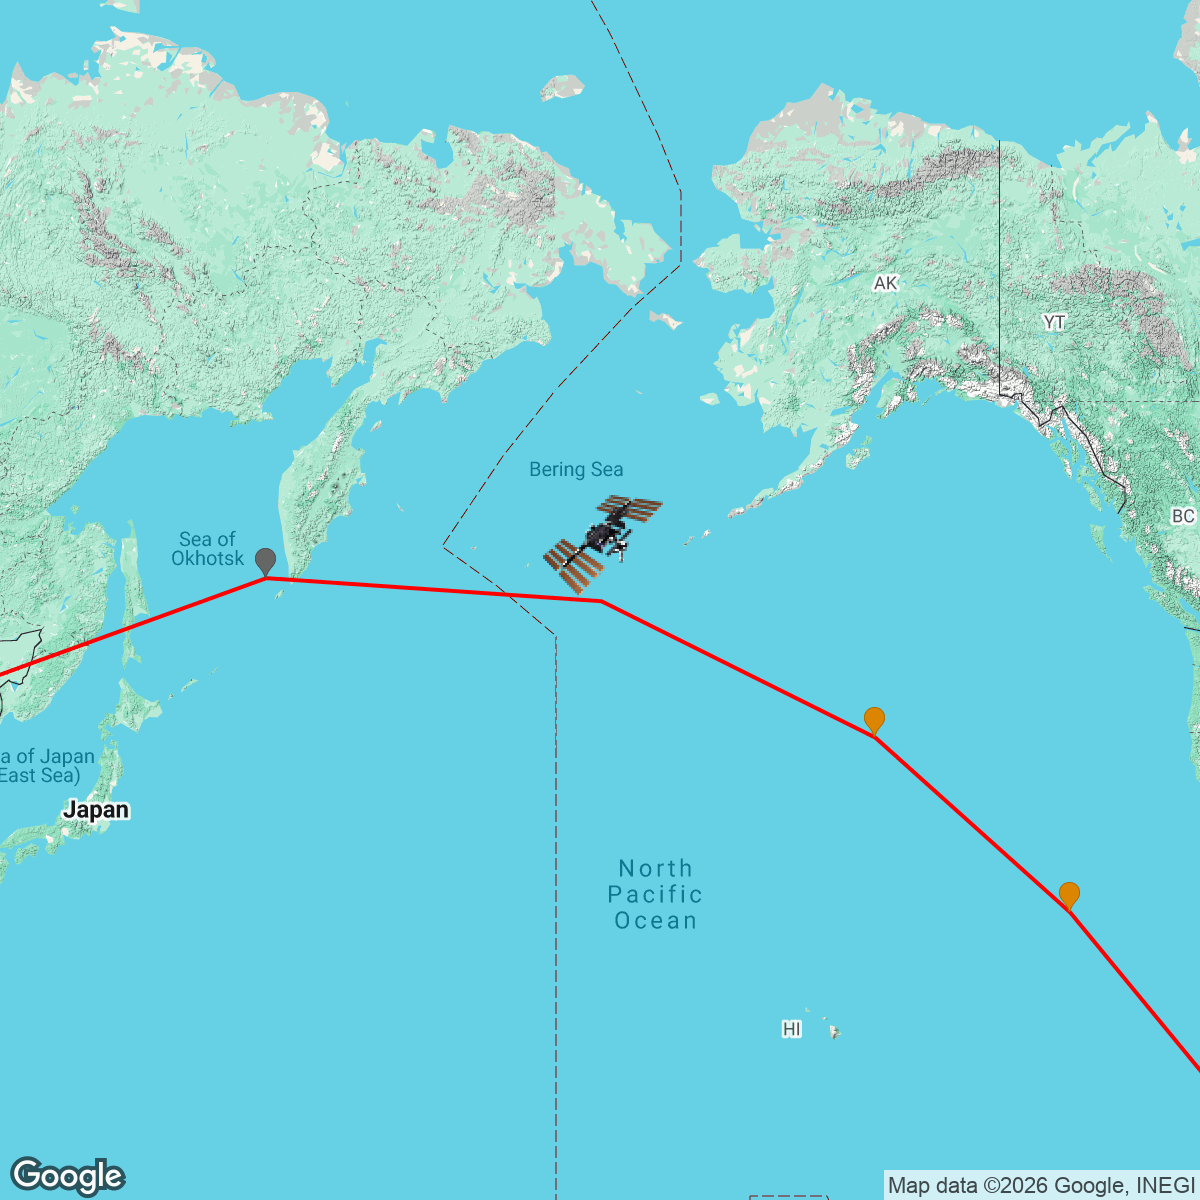 AK
YT
Bering Sea
BC
Sea of
Okhotsk
a of Japan
East Sea)
Japan
North
Pacific
Ocean
HI
Google
Map data ©2026 Google, INEGI